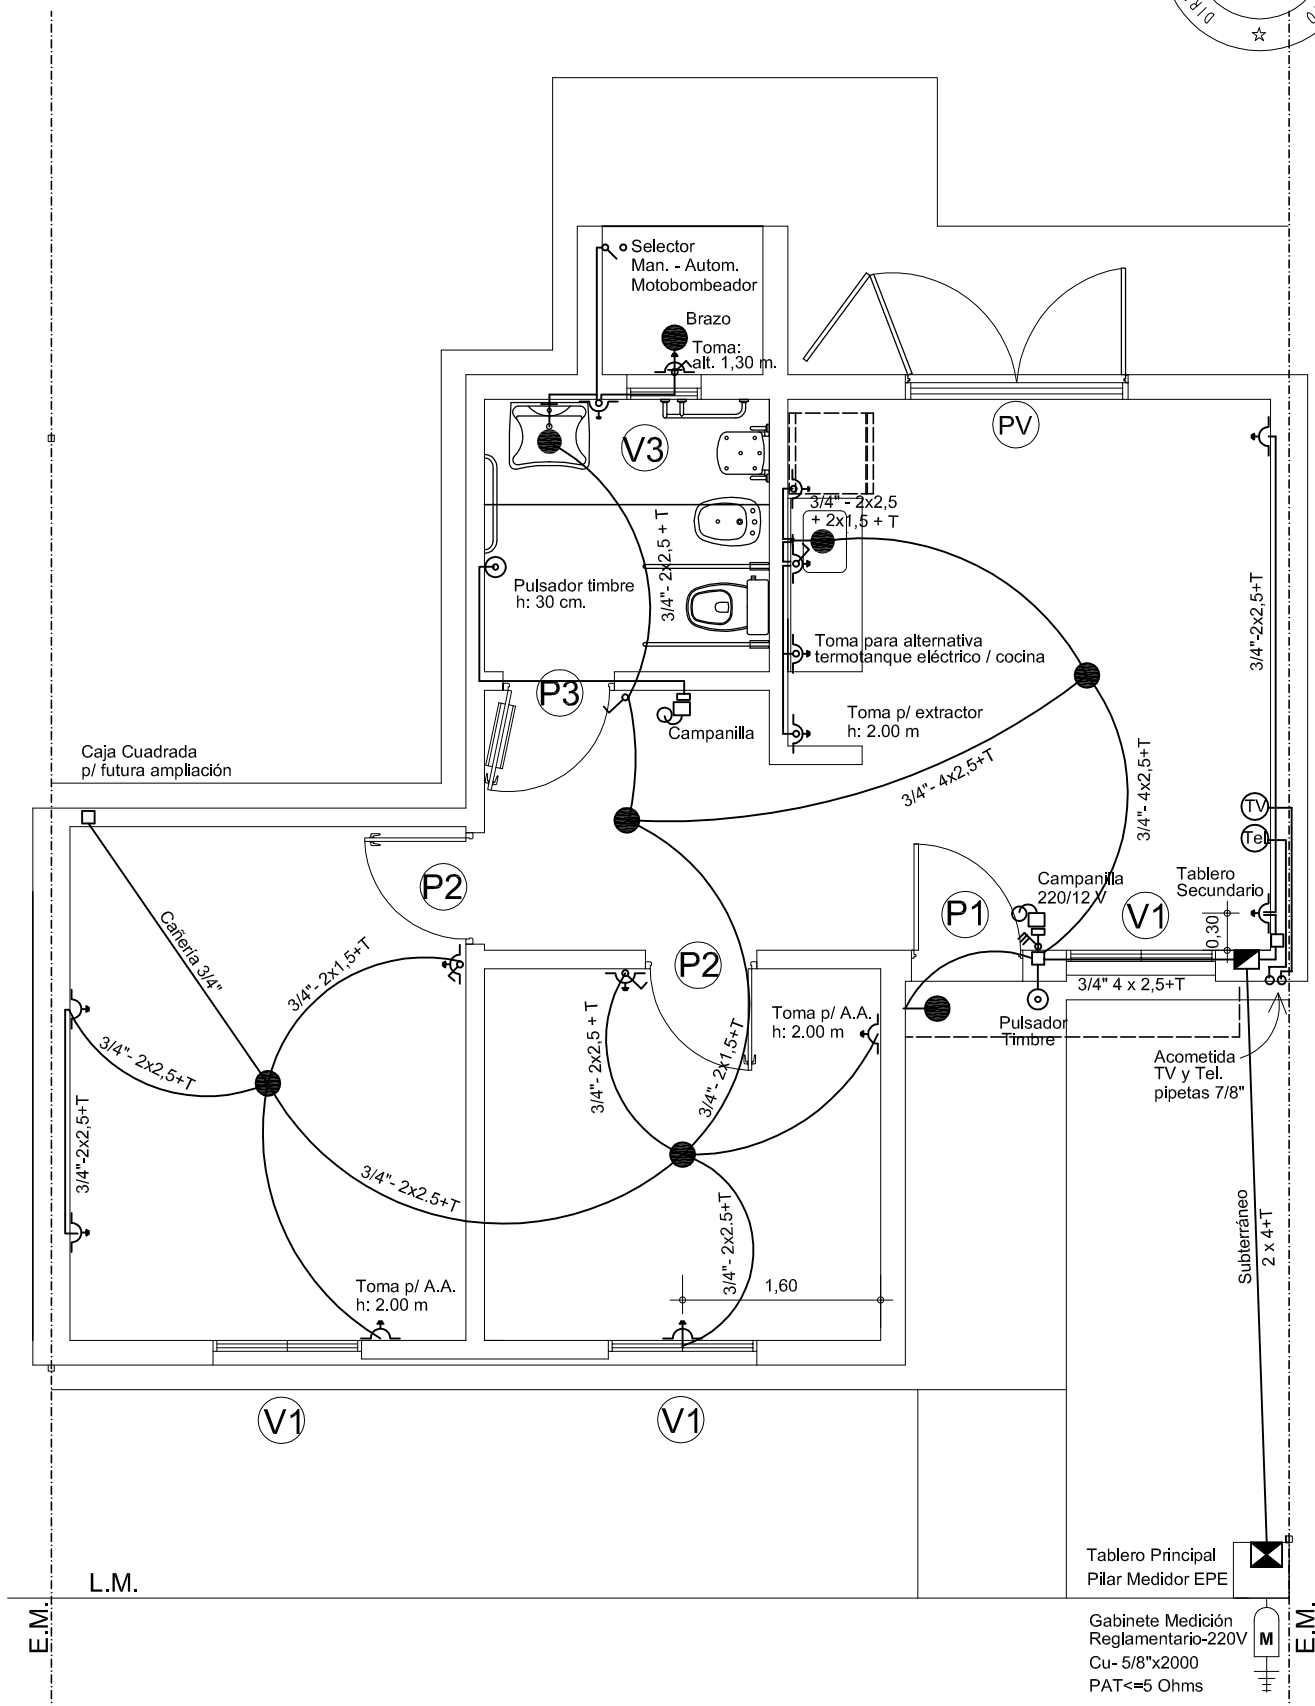 DIR
Selector
Man. - Autom.
Motobombeador
Brazo
Toma:
alt. 1,30 m.
V3
PV
3/4" - 2x2,5
+ 2x1,5 + T
3/4"- 2x2,5 + T
Pulsador timbre
h: 30 cm.
3/4"-2x2,5+T
Toma para alternativa
termotanque eléctrico / cocina
P3
Toma p/ extractor
h: 2.00 m
Campanilla
Caja Cuadrada
p/ futura ampliación
3/4"- 4x2,5+T
3/4"- 4x2,5+T
TV
Tel
P2
Campanilla
220/12 V
Tablero
Secundario
P1
V1
0,30
Cañería 3/4"
3/4"- 2x1,5+T
P2
3/4" 4 x 2,5+T
Toma p/ A.A.
h: 2.00 m
Pulsador
Timbre
3/4"- 2x2,5+T
3/4"- 2x2,5 + T
3/4"- 2x1,5+T
Acometida
TV y Tel.
pipetas 7/8"
3/4"-2x2,5+T
3/4"- 2x2.5+T
3/4"- 2x2.5+T
Subterráneo
2 x 4+T
Toma p/ A.A.
h: 2.00 m
1,60
V1
V1
Tablero Principal
Pilar Medidor EPE
L.M.
E.M.
E.M.
Gabinete Medición
Reglamentario-220V
M
Cu- 5/8"x2000
PAT<=5 Ohms